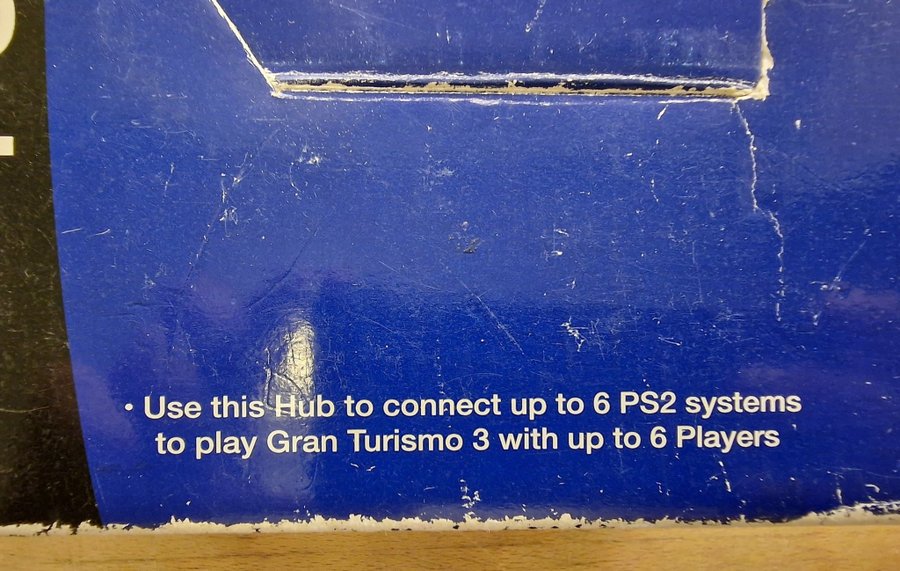 • Use this Hub to connect up to 6 PS2 systems
to play Gran Turismo 3 with up to 6 Players